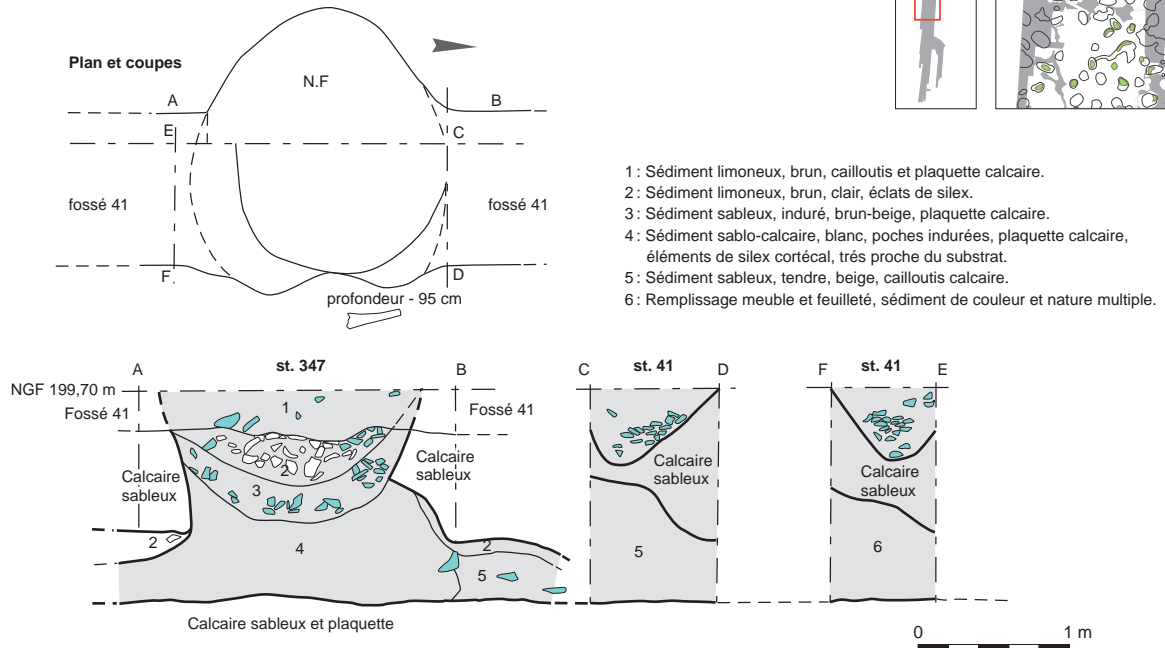 Plan et coupes
N.F
A
B
E
C
fossé 41
fossé 41
F.
D
profondeur - 95 cm
1 : Sédiment limoneux, brun, cailloutis et plaquette calcaire.
2 : Sédiment limoneux, brun, clair, éclats de silex.
3 : Sédiment sableux, induré, brun-beige, plaquette calcaire.
4 : Sédiment sablo-calcaire, blanc, poches indurées, plaquette calcaire,
éléments de silex cortécal, trés proche du substrat.
5 : Sédiment sableux, tendre, beige, cailloutis calcaire.
6 : Remplissage meuble et feuilleté, sédiment de couleur et nature multiple.
A
st. 347
B
C
st. 41
D
F
st. 41
E
NGF 199,70 m
Fossé 41
1
Fossé 41
2
Calcaire
sableux
Calcaire
sableux
Calcaire
sableux
Calcaire
sableux
3
2
4
2
5
5
6
Calcaire sableux et plaquette
0
1 m